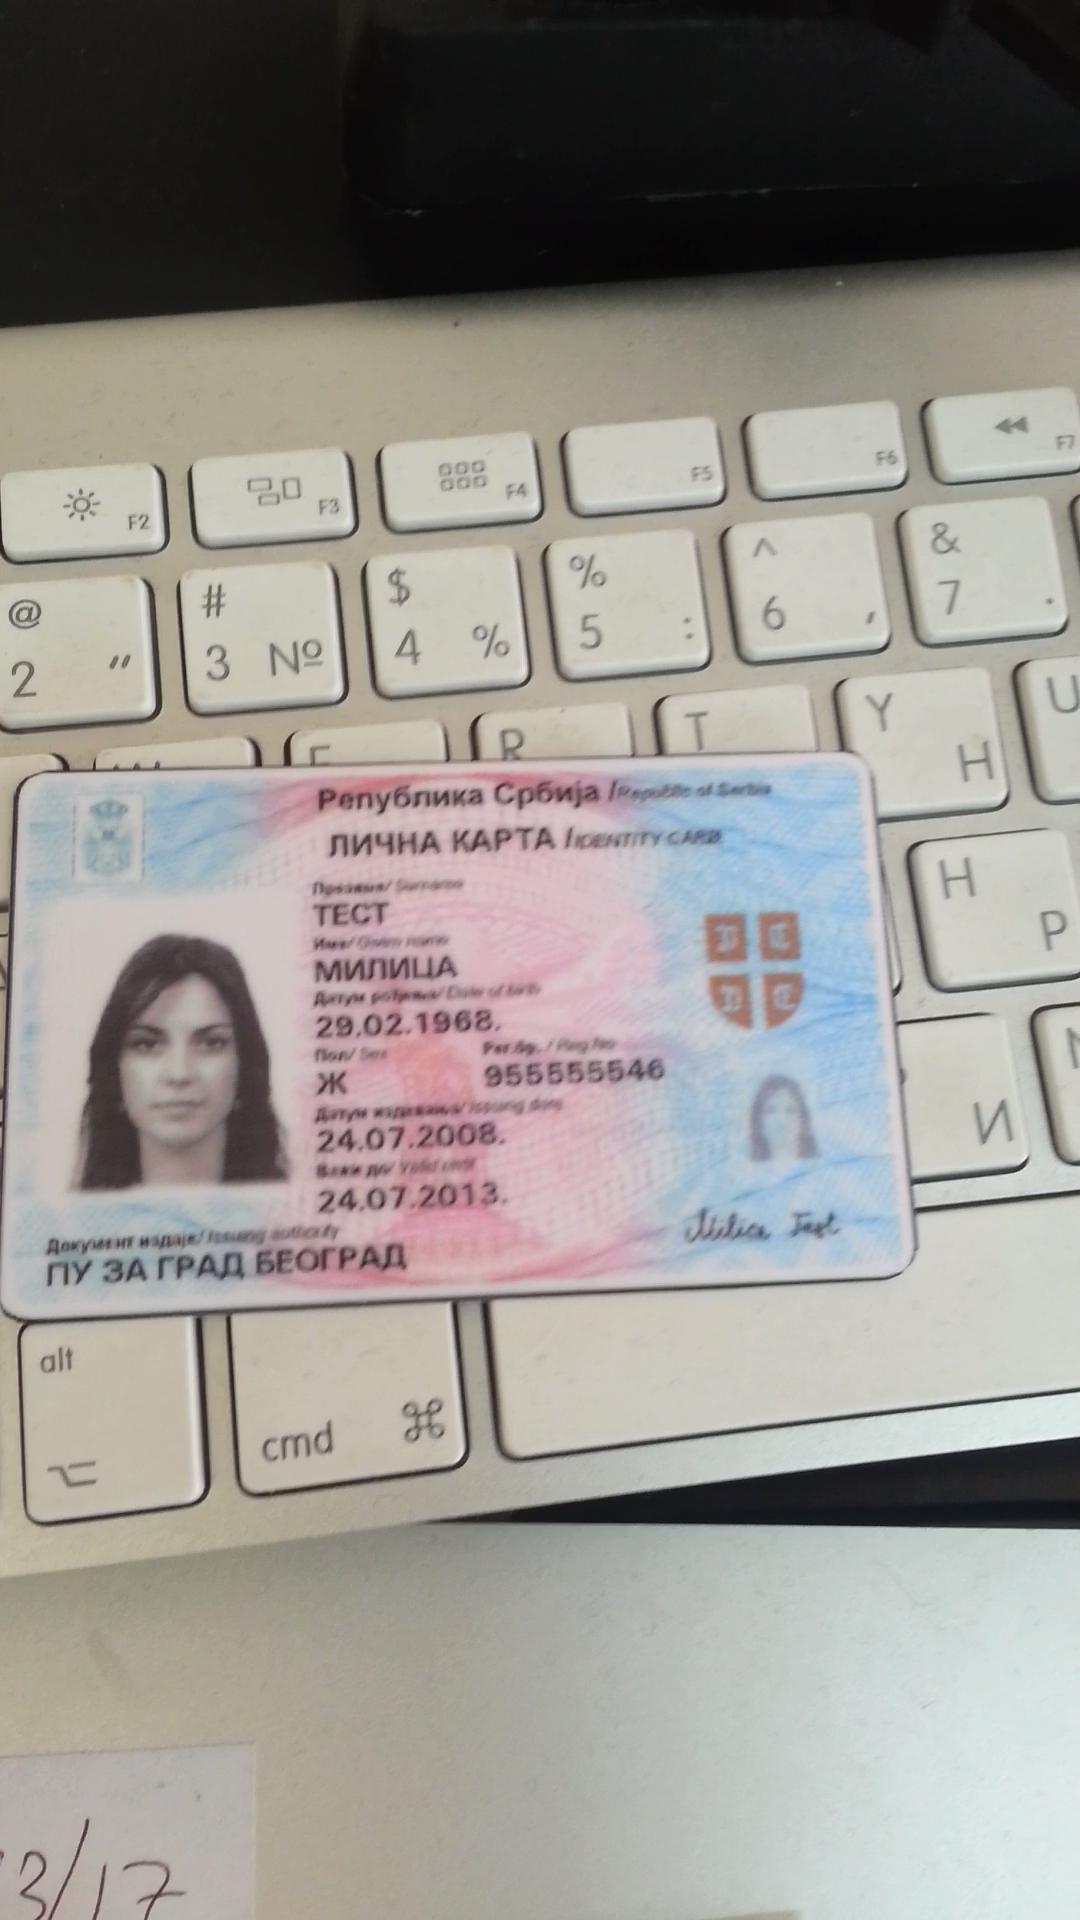 F2 F3 F4 F5 F6 F7
@ # $ % ^ &
2 " 3 № 4 % 5 : 6 , 7 .
R T Y U
H
Република Србија / Republic of Serbia
ЛИЧНА КАРТА / IDENTITY CARD
Презиме/ Surname
ТЕСТ
Име/ Given name
МИЛИЦА
Датум рођења/ Date of birth
29.02.1968.
Пол/ Sex Рег.бр. / Reg.No
Ж 955555546
Датум издавања/ Issuing date
24.07.2008.
Важи до/ Valid until
24.07.2013.
Milica Test
Документ издаје/ Issuing authority
ПУ ЗА ГРАД БЕОГРАД
H
P
И
alt
cmd ⌘
3/17